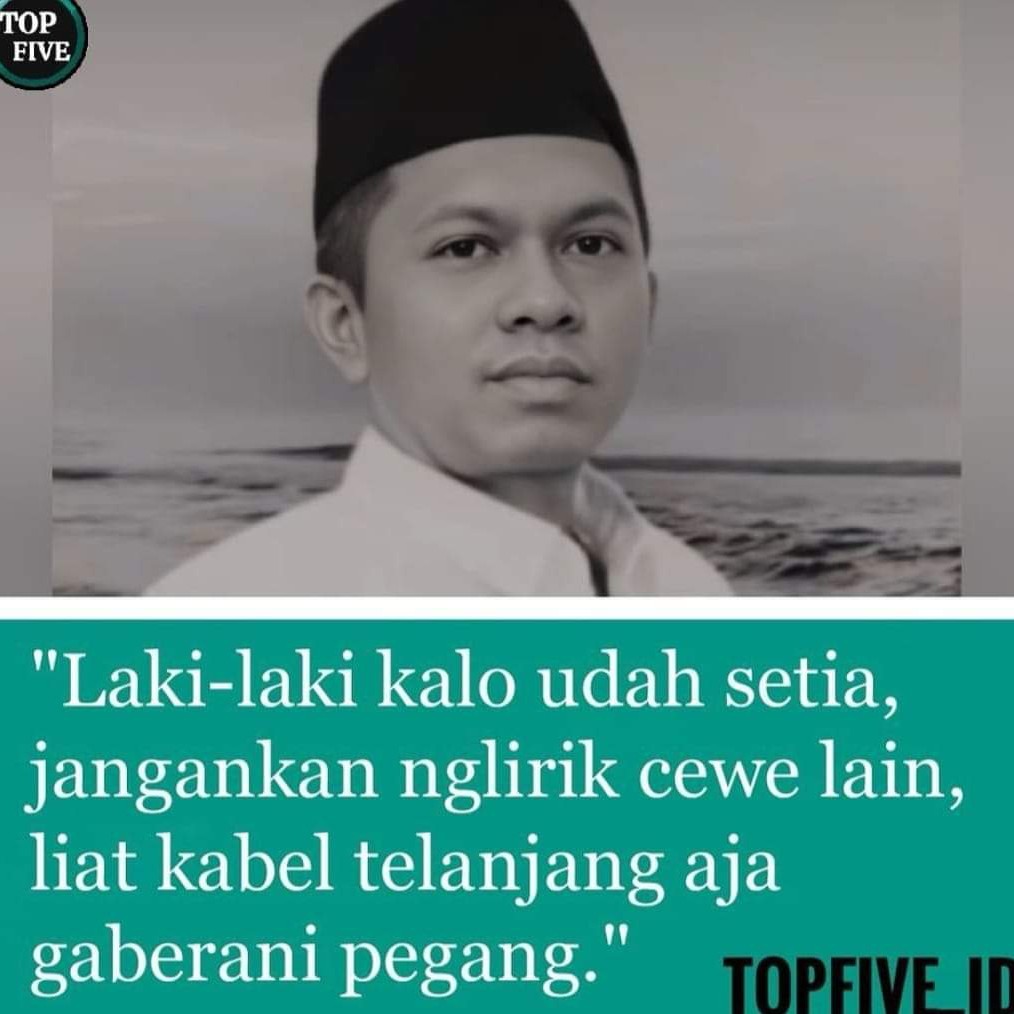 TOP
FIVE
"Laki-laki kalo udah setia,
jangankan nglirik cewe lain,
liat kabel telanjang aja
gaberani pegang."
TOPFIVE_ID